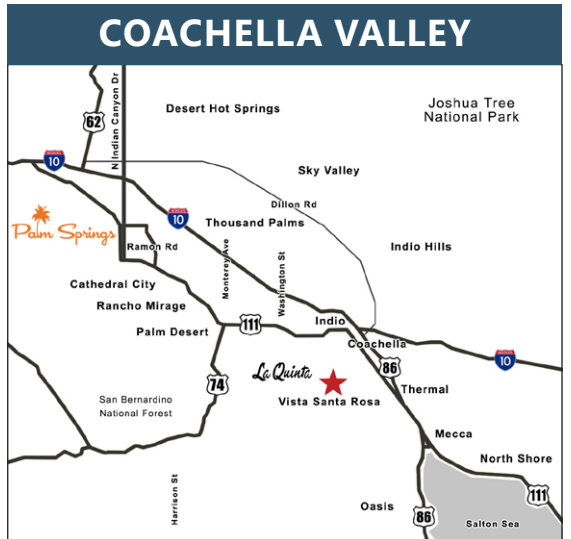 COACHELLA VALLEY
N Indian Canyon Dr
62
Desert Hot Springs
Joshua Tree
National Park
10
Sky Valley
Dillon Rd
Palm Springs
10
Thousand Palms
Ramon Rd
Indio Hills
Monterey Ave
Washington St
Cathedral City
Rancho Mirage
Palm Desert
111
Indio
Coachella
10
La Quinta
86
74
Thermal
Vista Santa Rosa
San Bernardino
National Forest
Mecca
North Shore
Harrison St
111
Oasis
86
Salton Sea